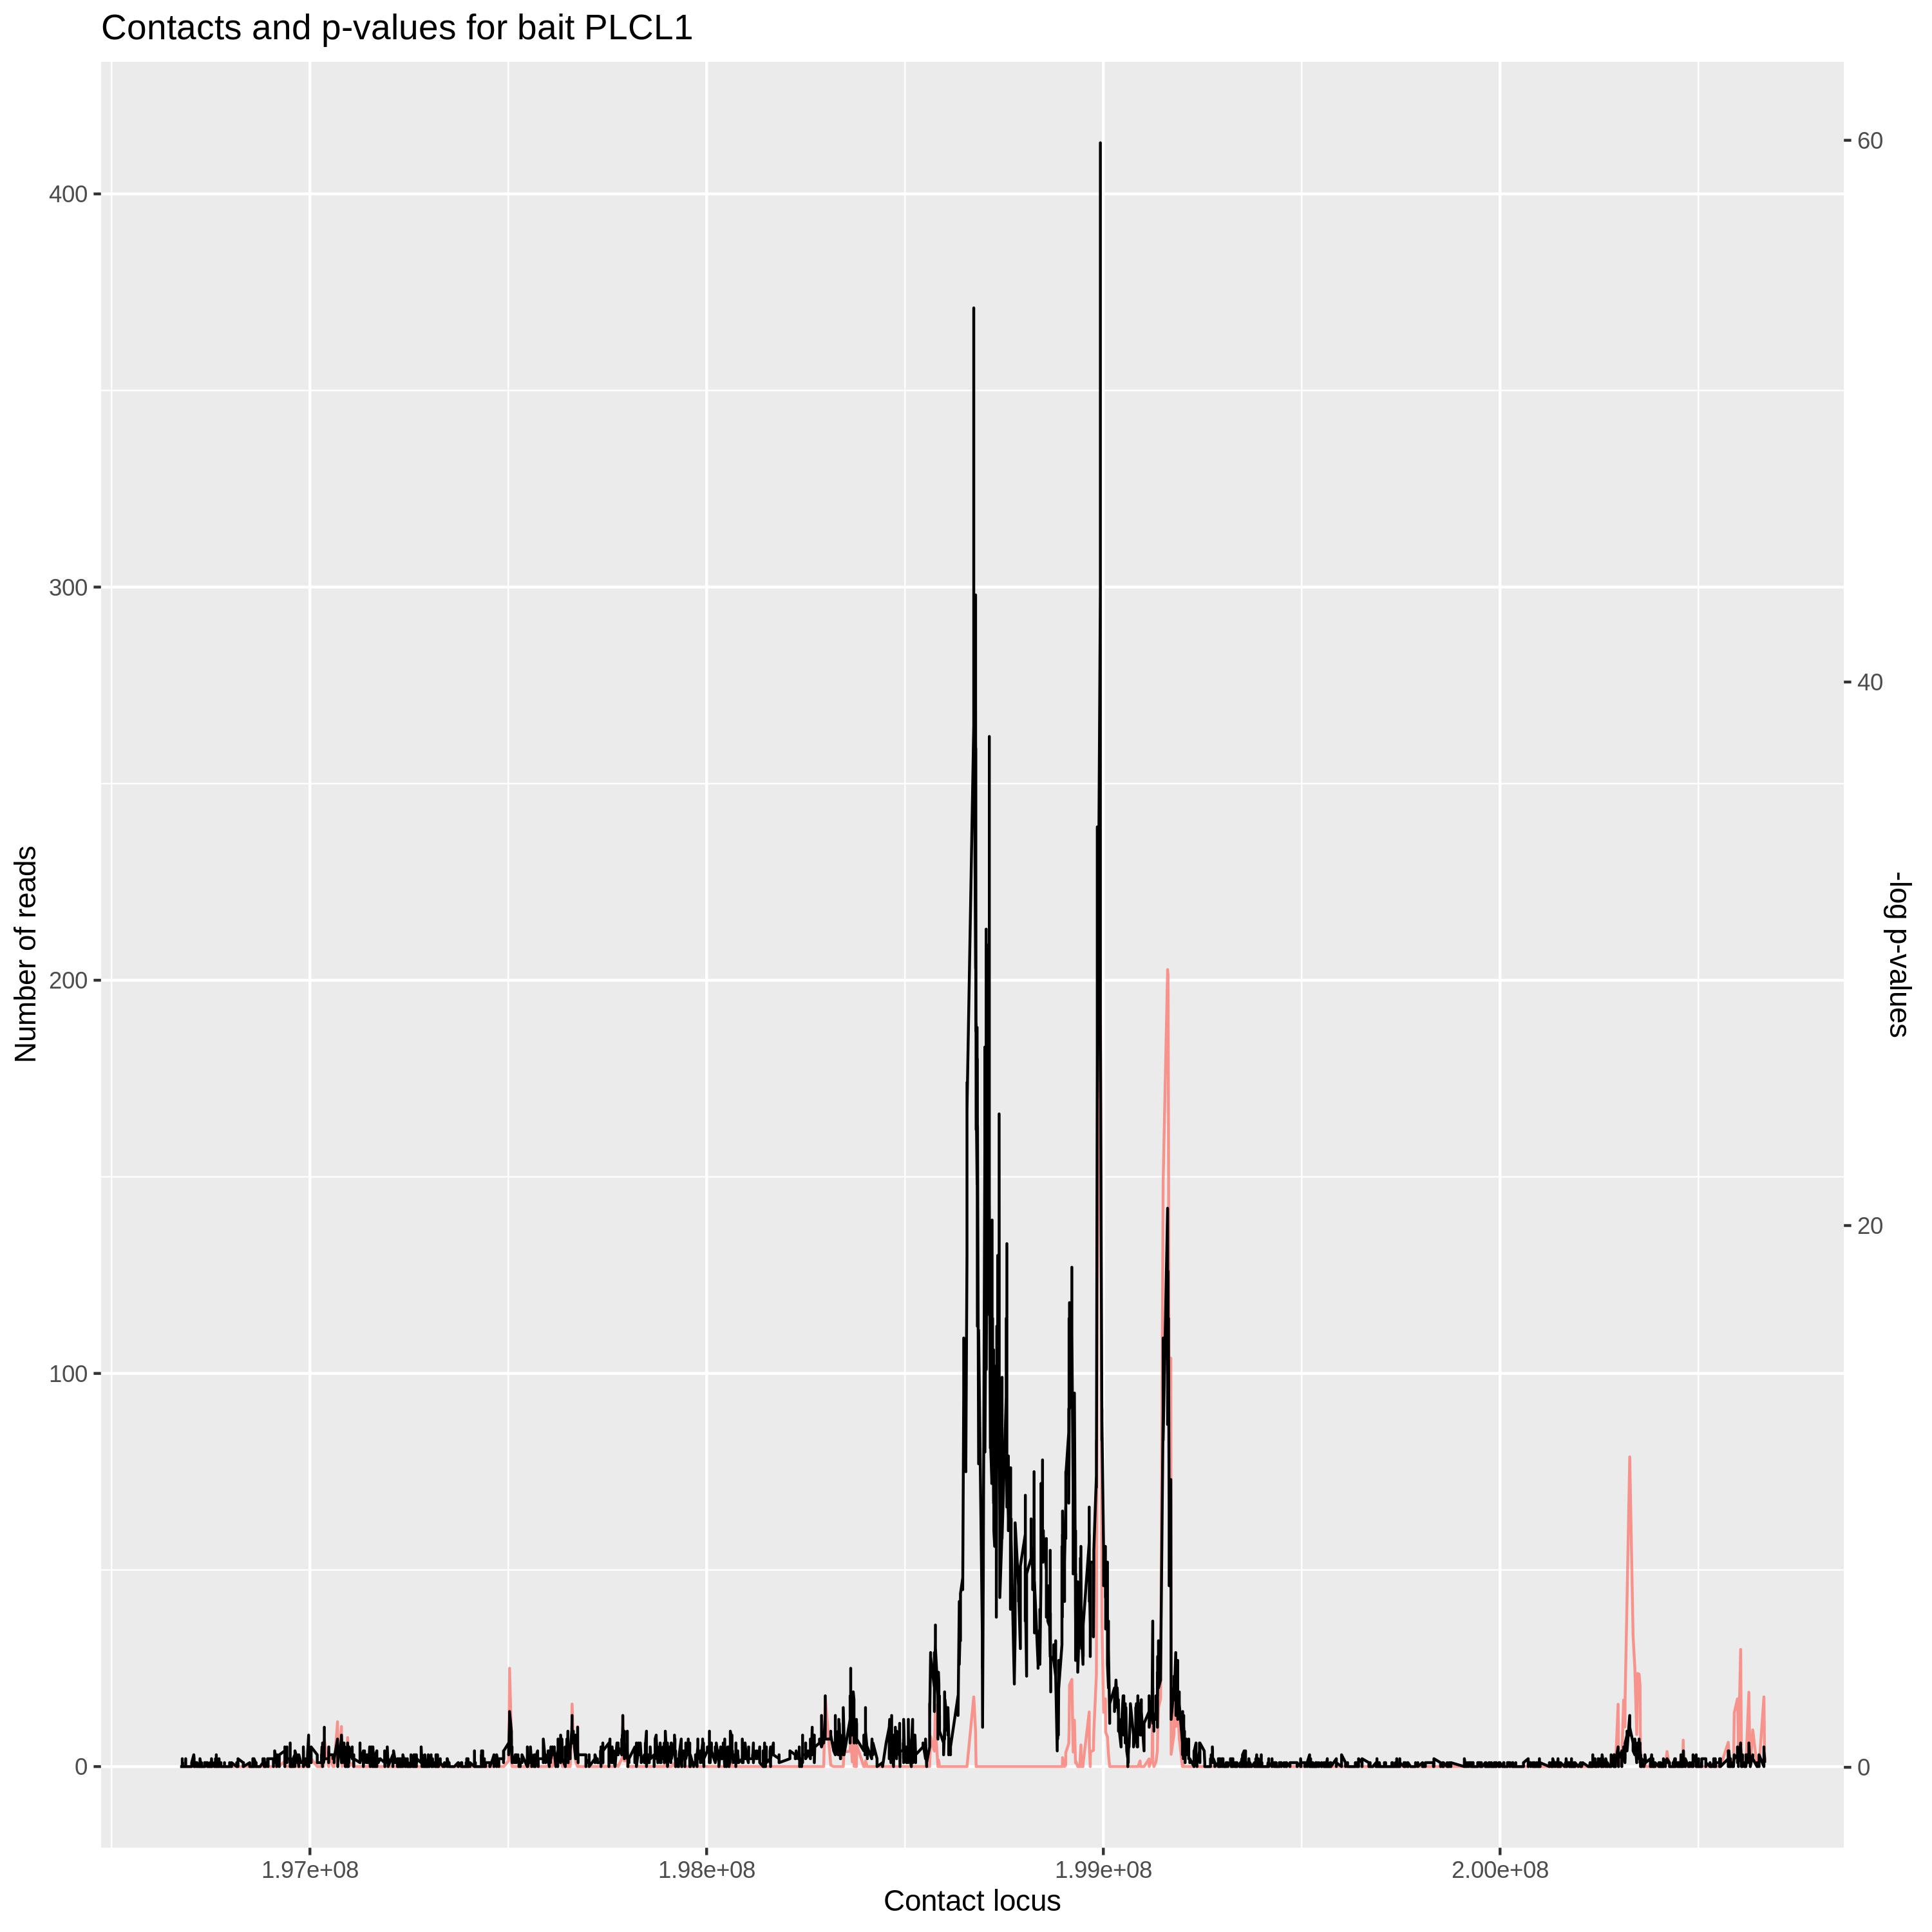 Contacts and p-values for bait PLCL1
Number of reads
400
300
200
100
0
60
40
20
0
-log p-values
1.97e+08
1.98e+08
1.99e+08
2.00e+08
Contact locus